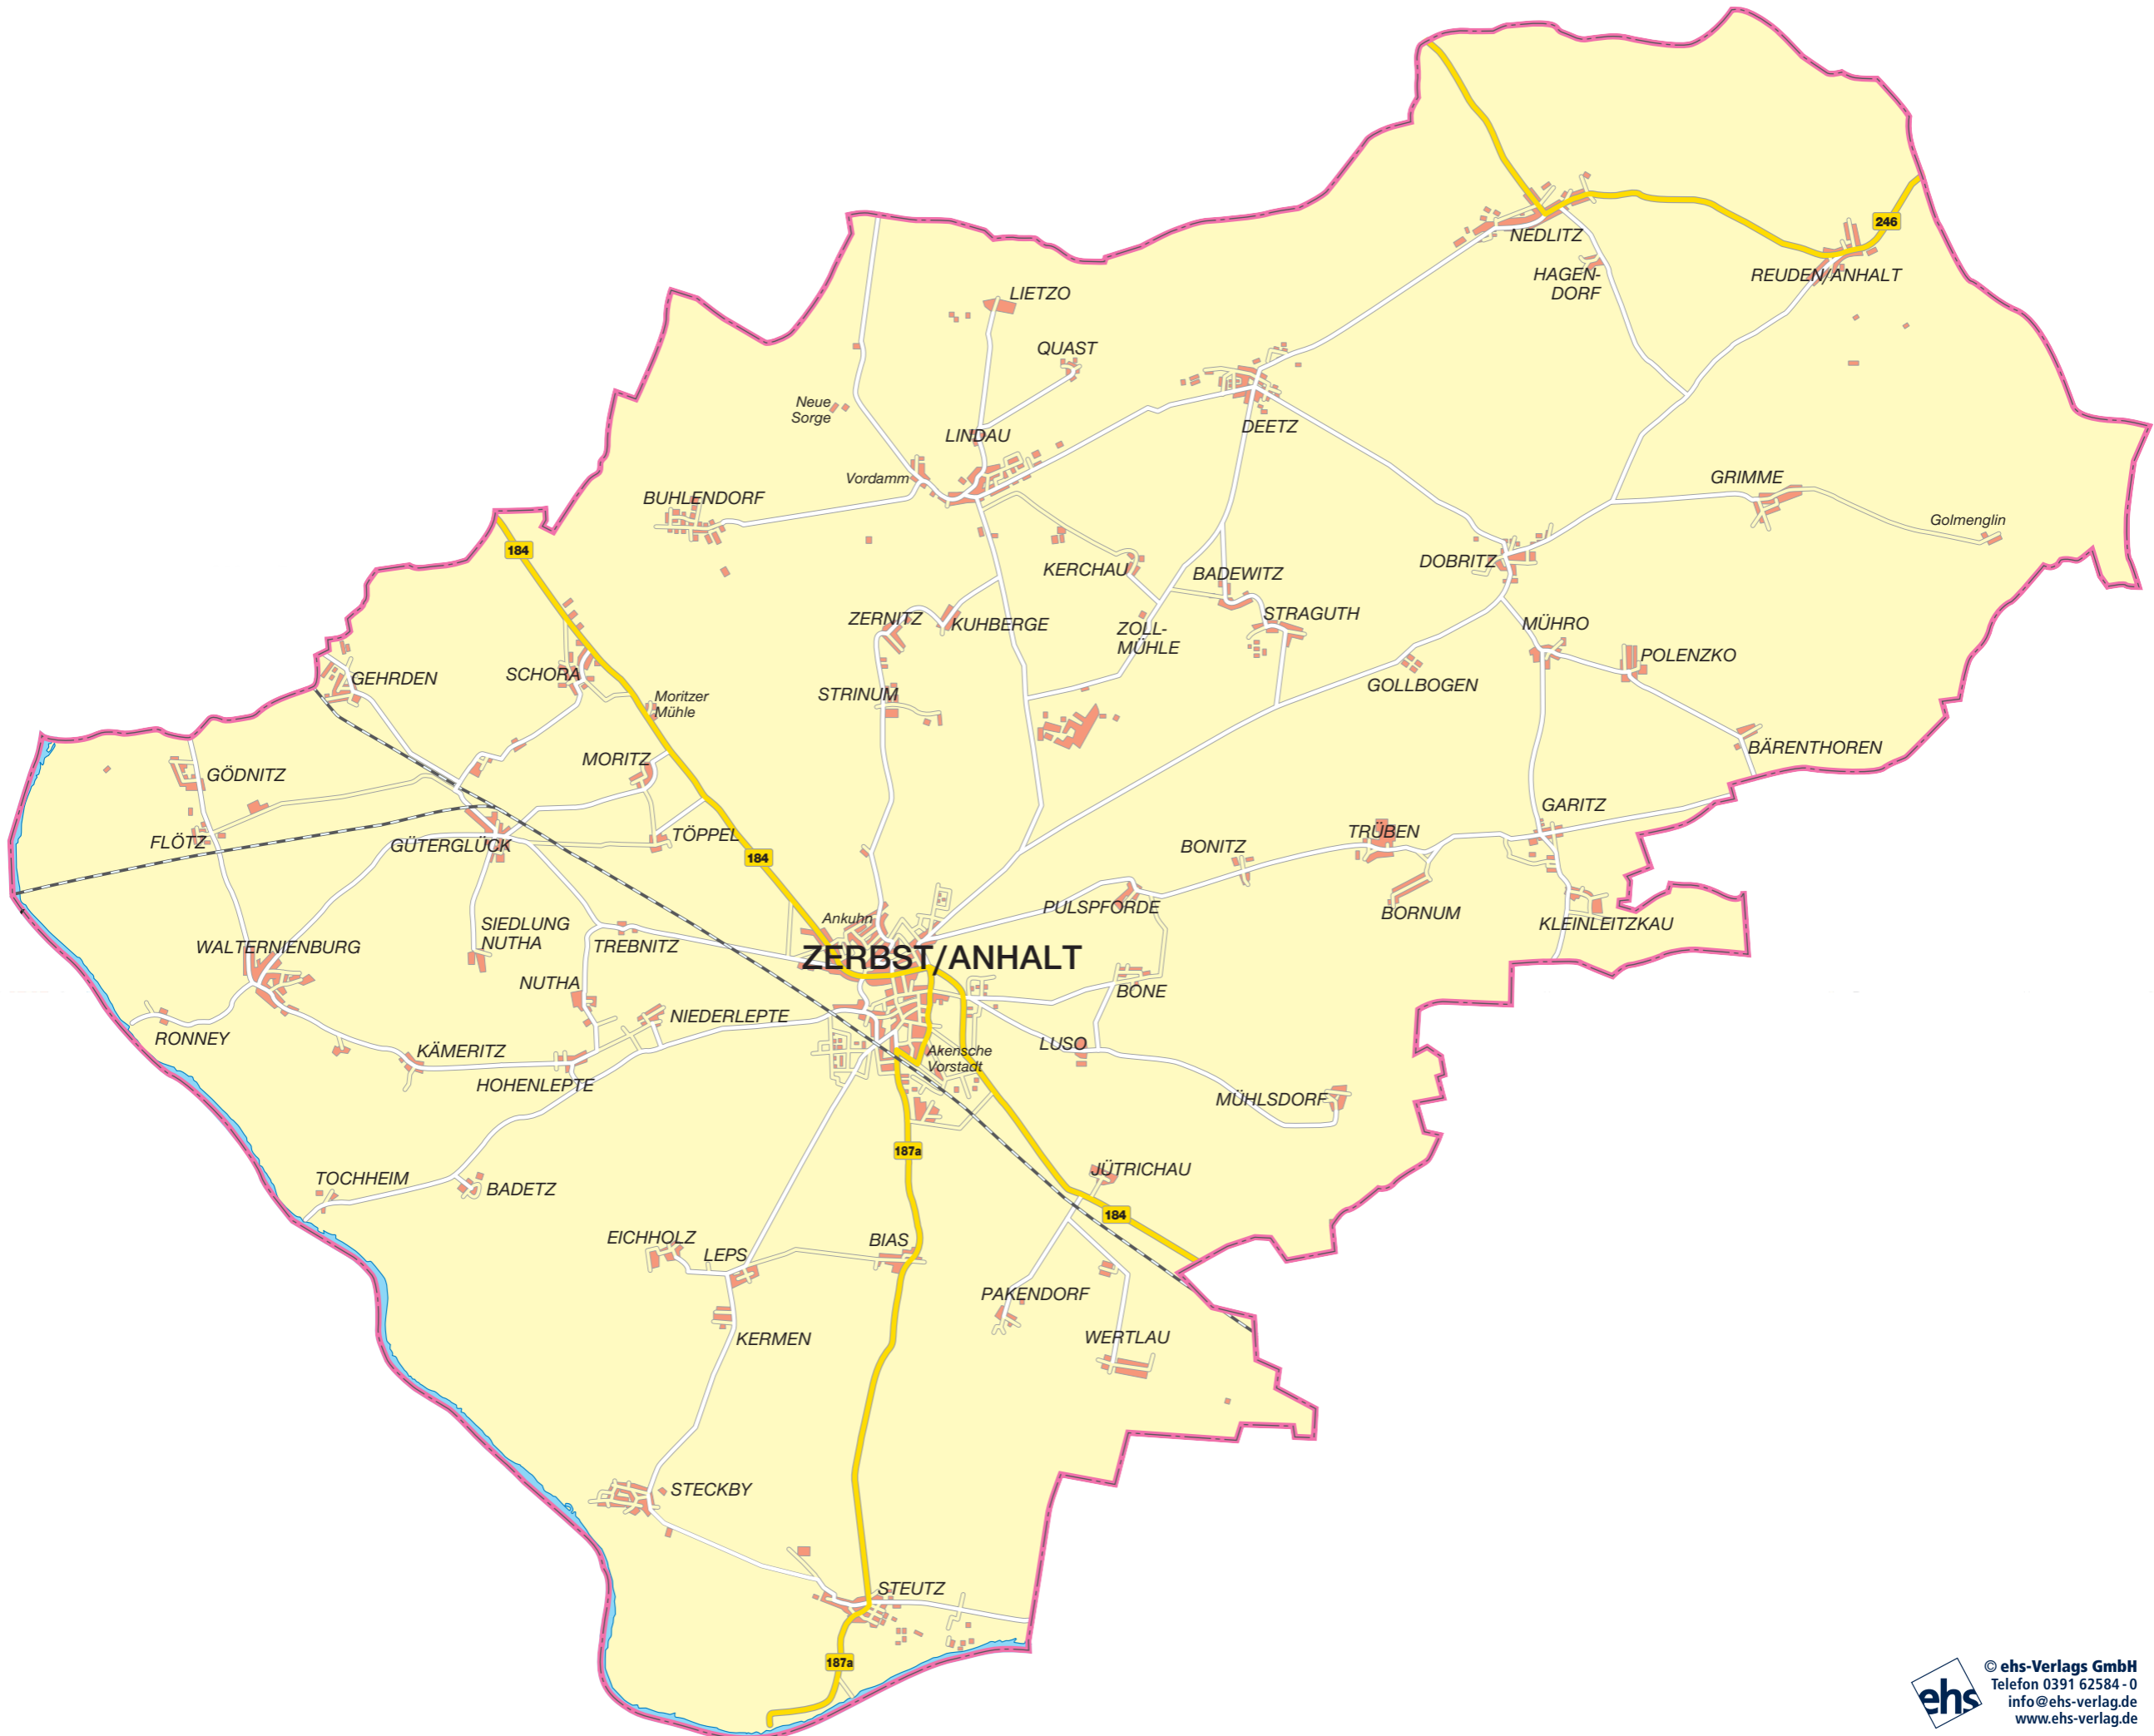 246
NEDLITZ
HAGEN-
DORF
REUDEN/ANHALT
LIETZO
QUAST
Neue
Sorge
LINDAU
DEETZ
Vordamm
BUHLENDORF
GRIMME
Golmenglin
184
KERCHAU
BADEWITZ
DOBRITZ
ZERNITZ
KUHBERGE
ZOLL-
MÜHLE
STRAGUTH
MÜHRO
POLENZKO
GEHRDEN
SCHORA
Moritzer
Mühle
STRINUM
GOLLBOGEN
BÄRENTHOREN
GÖDNITZ
MORITZ
GARITZ
FLÖTZ
GÜTERGLÜCK
TÖPPEL
184
TRÜBEN
BONITZ
PULSPFORDE
BORNUM
KLEINLEITZKAU
SIEDLUNG
NUTHA
Ankuhn
WALTERNIENBURG
TREBNITZ
ZERBST/ANHALT
NUTHA
BONE
NIEDERLEPTE
RONNEY
KÄMERITZ
Akensche
Vorstadt
LUSO
HOHENLEPTE
MÜHLSDORF
187a
TOCHHEIM
BADETZ
JÜTRICHAU
184
EICHHOLZ
LEPS
BIAS
PAKENDORF
KERMEN
WERTLAU
STECKBY
STEUTZ
187a
ehs
© ehs-Verlags GmbH
Telefon 0391 62584 - 0
info@ehs-verlag.de
www.ehs-verlag.de